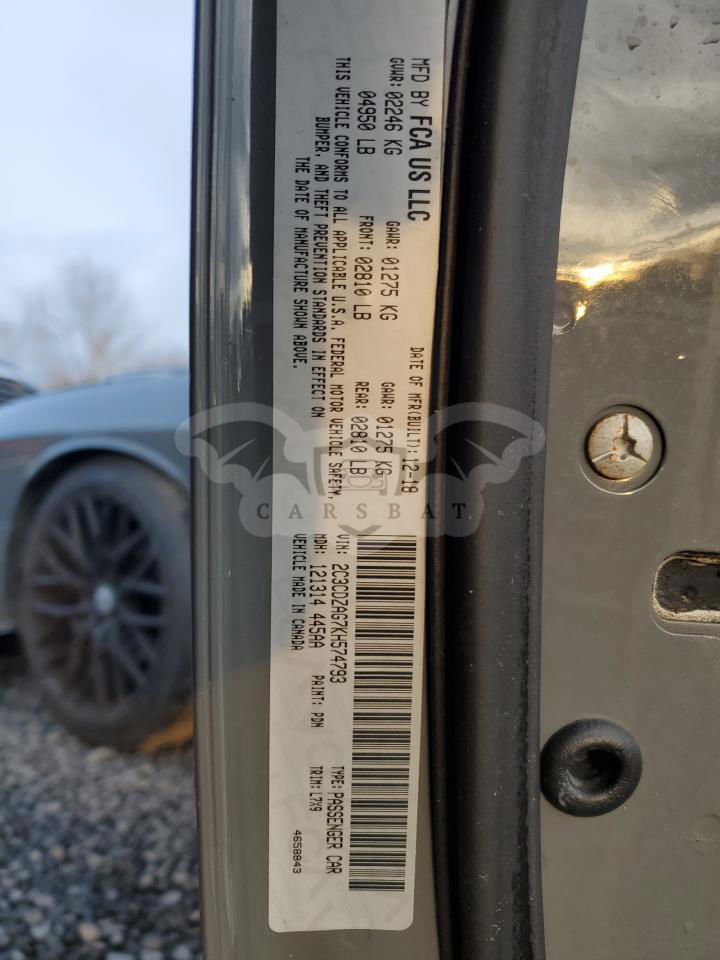 MFD BY FCA US LLC
DATE OF MFR(BUILT): 12-18
GVWR: 02246 KG
GAWR: 01275 KG
GAWR: 01275 KG
04950 LB
FRONT: 02810 LB
REAR: 02810 LB
THIS VEHICLE CONFORMS TO ALL APPLICABLE U.S.A. FEDERAL MOTOR VEHICLE SAFETY,
BUMPER, AND THEFT PREVENTION STANDARDS IN EFFECT ON
THE DATE OF MANUFACTURE SHOWN ABOVE.
VIN: 2C3CDZAG7KH574793
TYPE: PASSENGER CAR
MDH: 121314 445AA
PAINT: PDN
TRIM: L7X9
VEHICLE MADE IN CANADA
4658843
CARSBAT